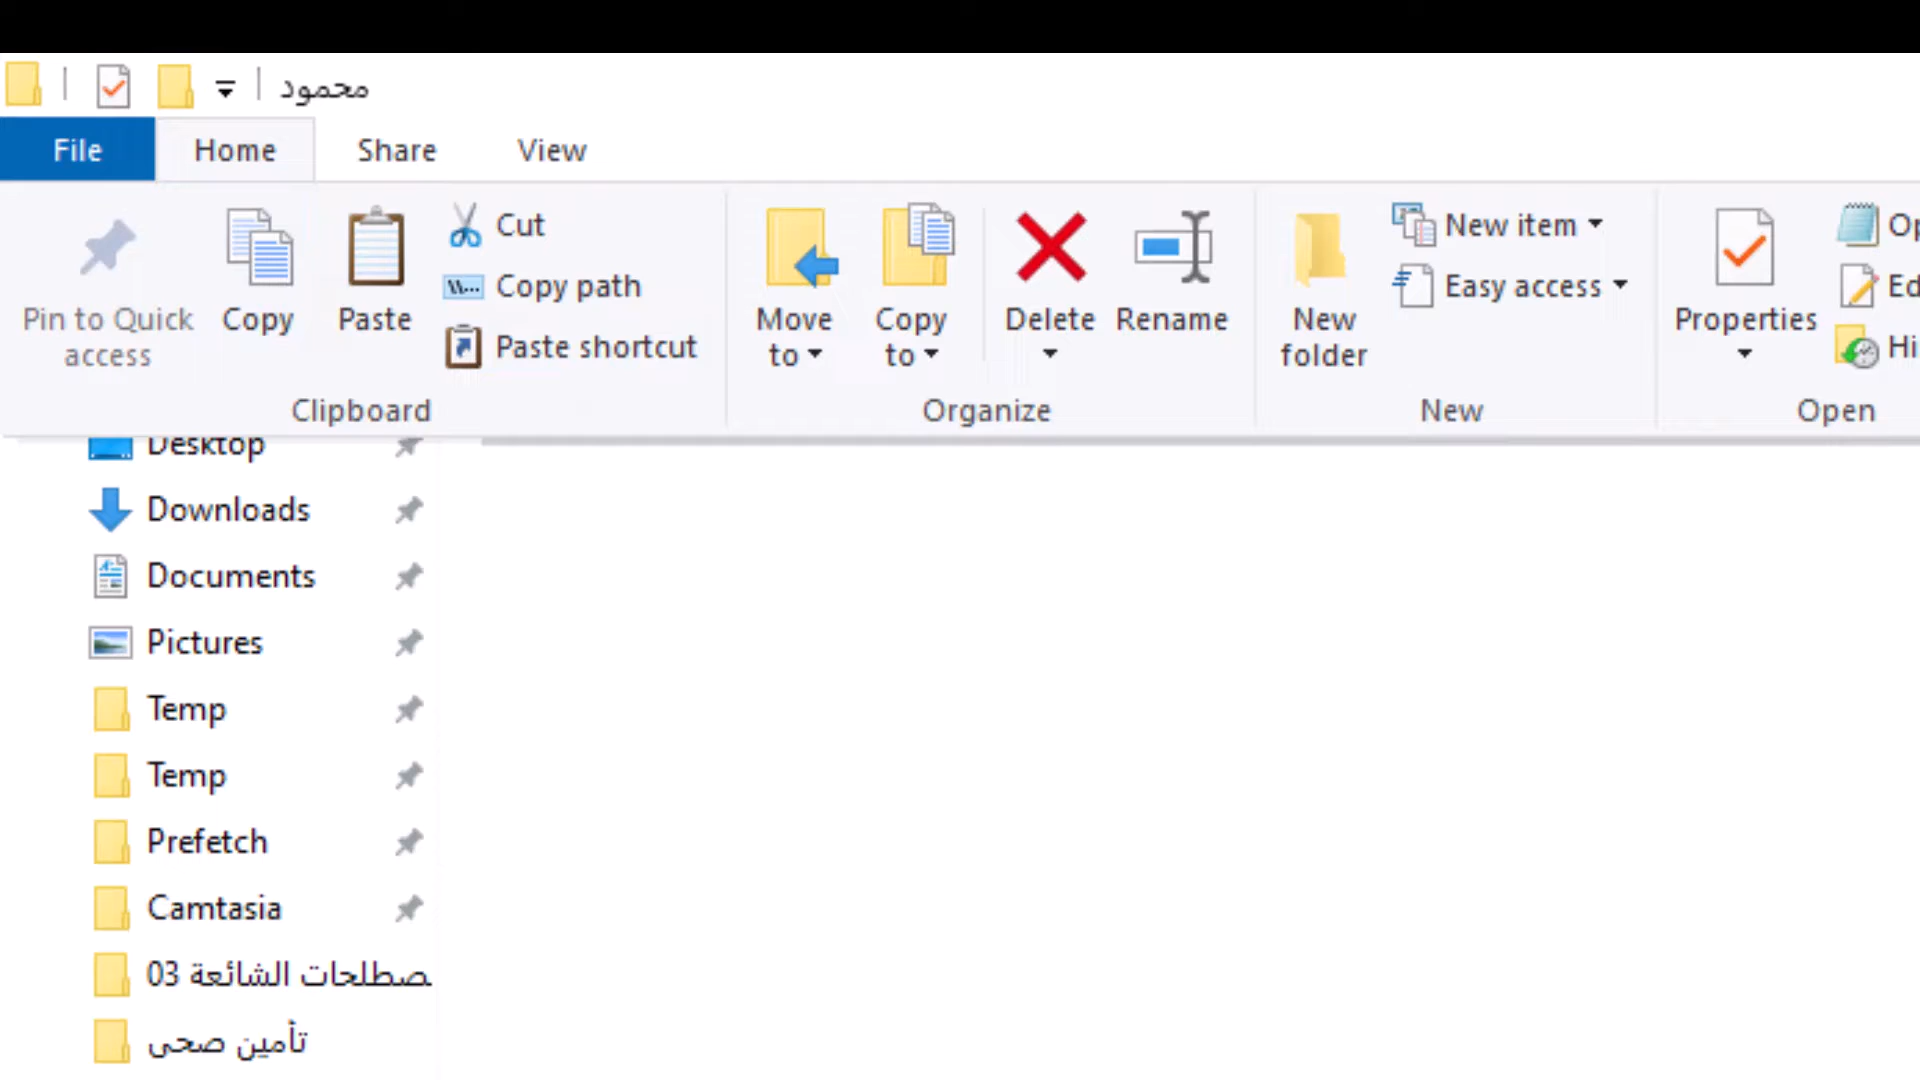 محمود
File Home Share View
Pin to Quick access
Copy
Paste
Cut
Copy path
Paste shortcut
Clipboard
Move to
Copy to
Delete
Rename
Organize
New folder
New item
Easy access
New
Properties
Open
Desktop
Downloads
Documents
Pictures
Temp
Temp
Prefetch
Camtasia
03 صطلحات الشائعة
تأمين صحى